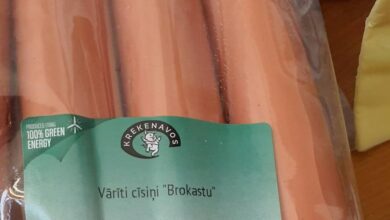 PRODUCED USING
100% GREEN
ENERGY
KREKENAVOS
Vārīti cīsiņi "Brokastu"